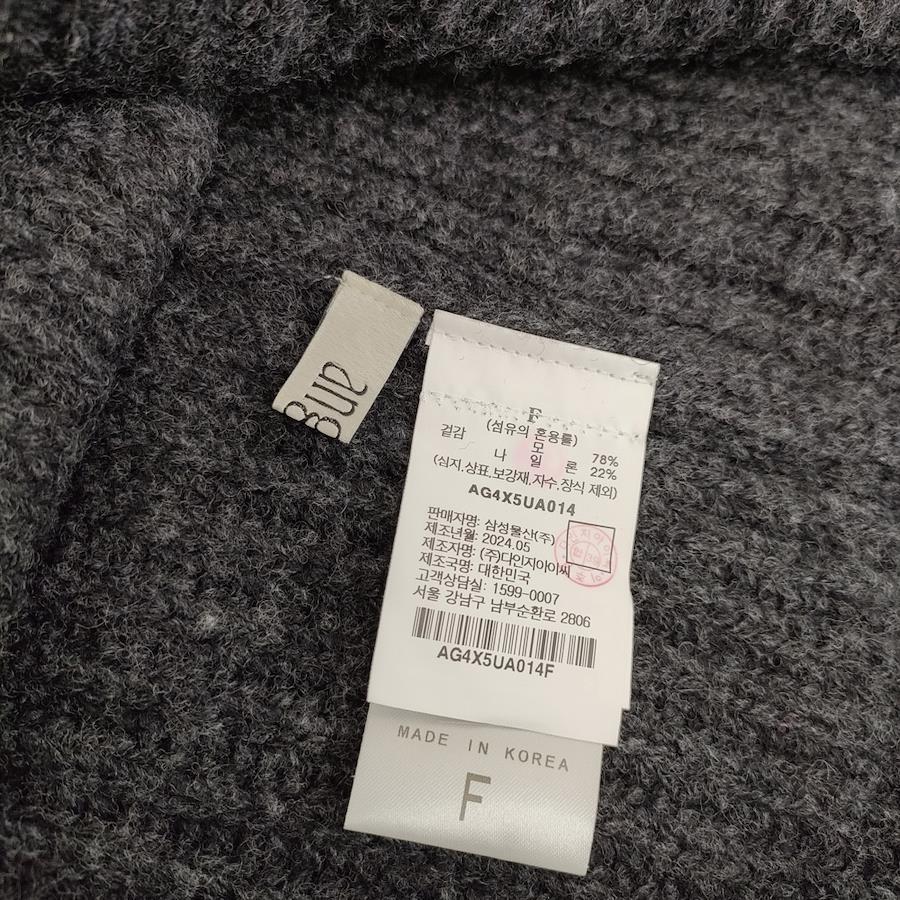 ang
F
(섬유의 혼용률)
겉감 모 78%
나 일 론 22%
(심지,상표,보강재,자수,장식 제외)
AG4X5UA014
판매자명: 삼성물산(주)
제조년월: 2024.05
제조자명: (주)다인지아이씨
제조국명: 대한민국
고객상담실: 1599-0007
서울 강남구 남부순환로 2806
AG4X5UA014F
MADE IN KOREA
F